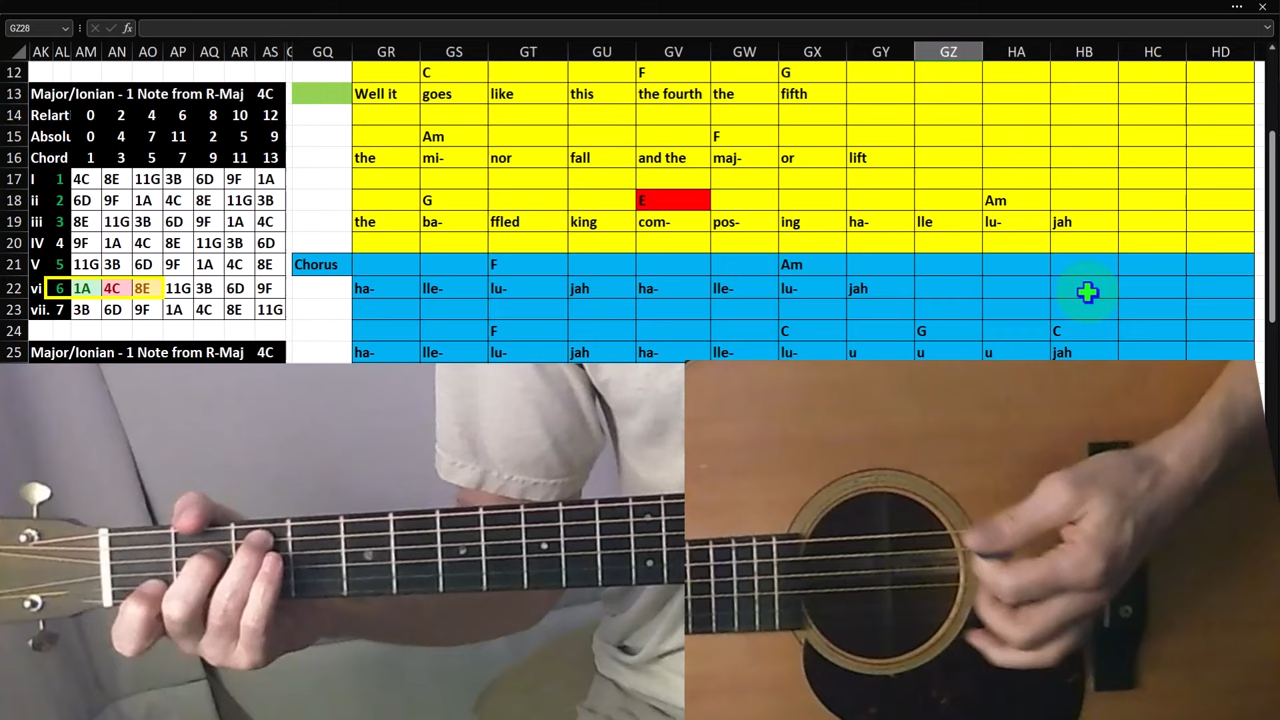 GZ28 fx
AK AL AM AN AO AP AQ AR AS GQ GR GS GT GU GV GW GX GY GZ HA HB HC HD
12 C F G
13 Major/Ionian - 1 Note from R-Maj 4C Well it goes like this the fourth the fifth
14 Relati 0 2 4 6 8 10 12
15 Absolu 0 4 7 11 2 5 9 Am F
16 Chord 1 3 5 7 9 11 13 the mi- nor fall and the maj- or lift
17 I 1 4C 8E 11G 3B 6D 9F 1A
18 ii 2 6D 9F 1A 4C 8E 11G 3B G E Am
19 iii 3 8E 11G 3B 6D 9F 1A 4C the ba- ffled king com- pos- ing ha- lle lu- jah
20 IV 4 9F 1A 4C 8E 11G 3B 6D
21 V 5 11G 3B 6D 9F 1A 4C 8E Chorus F Am
22 vi 6 1A 4C 8E 11G 3B 6D 9F ha- lle- lu- jah ha- lle- lu- jah
23 vii. 7 3B 6D 9F 1A 4C 8E 11G
24 F C G C
25 Major/Ionian - 1 Note from R-Maj 4C ha- lle- lu- jah ha- lle- lu- u u u jah